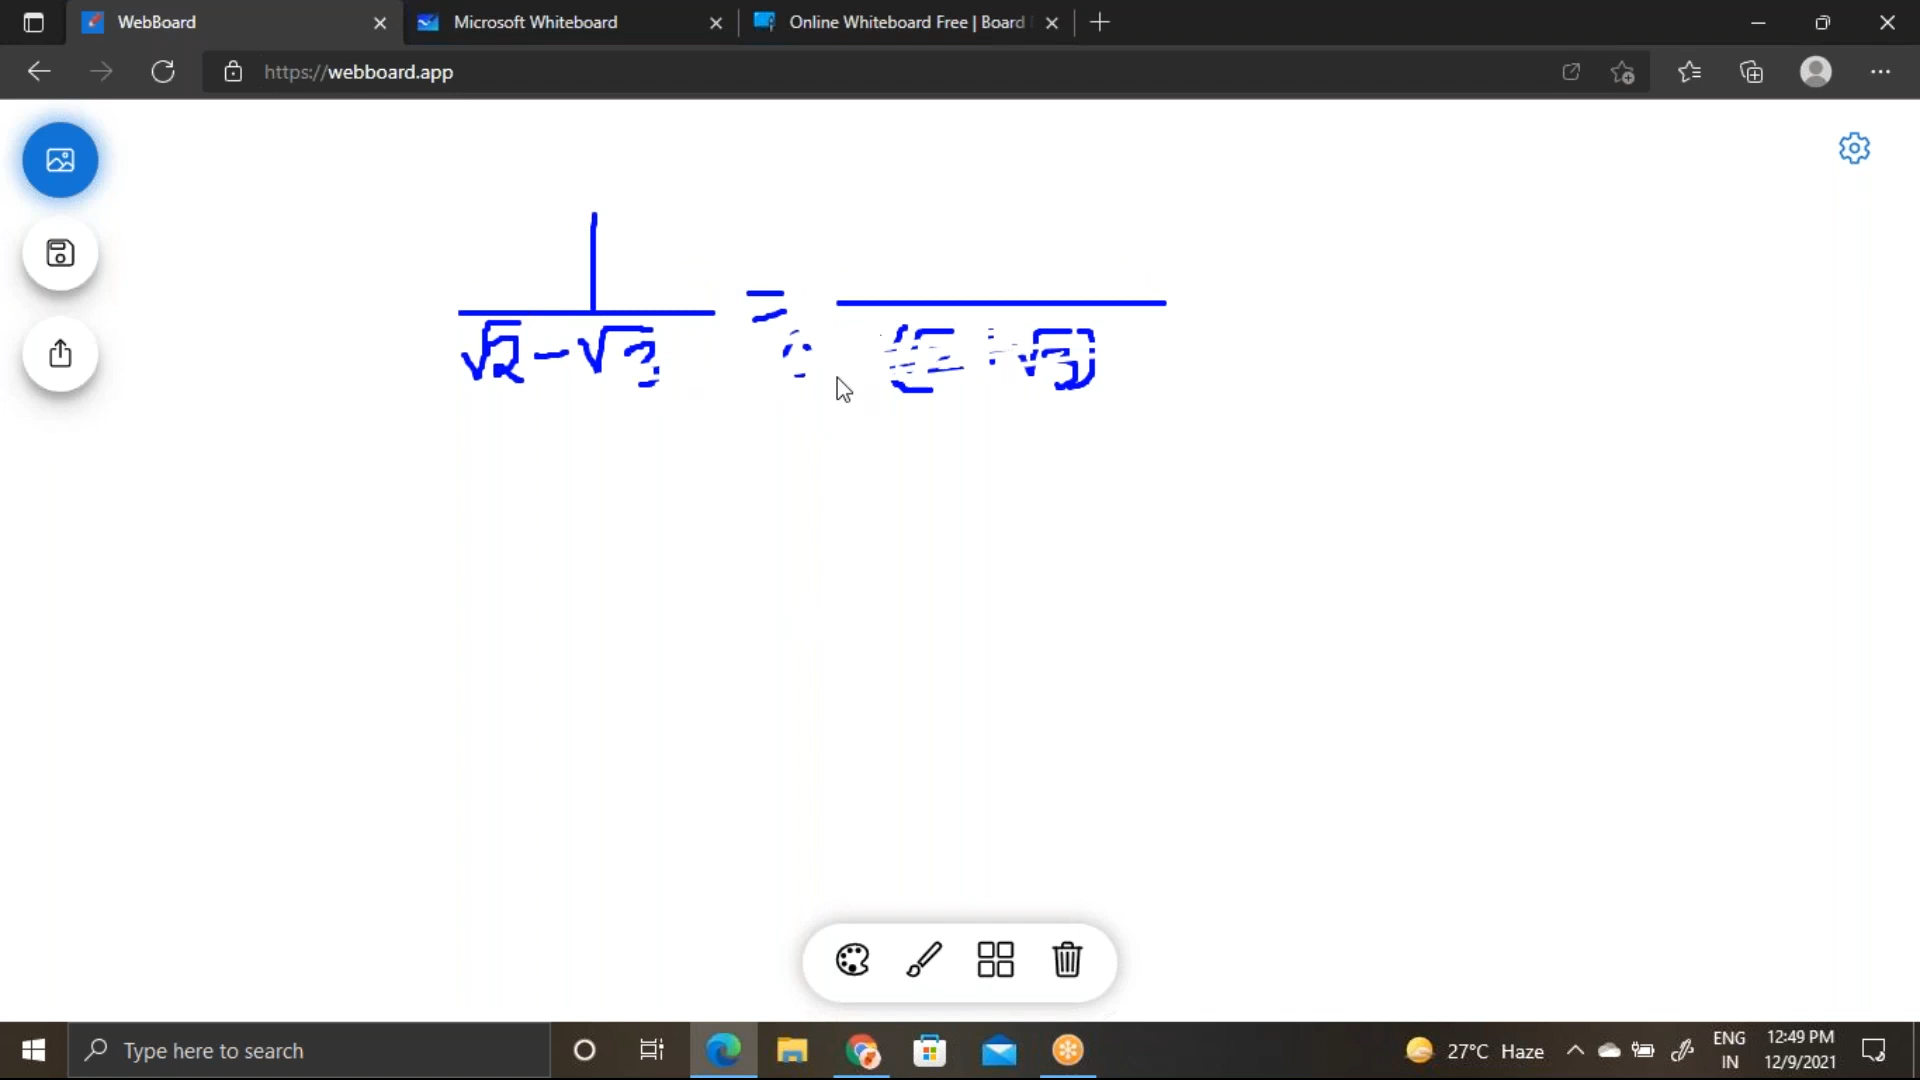 WebBoard
Microsoft Whiteboard
Online Whiteboard Free | Board
https://webboard.app
1
=
√2 - √3
√3)
Type here to search
27°C Haze
ENG
IN
12:49 PM
12/9/2021